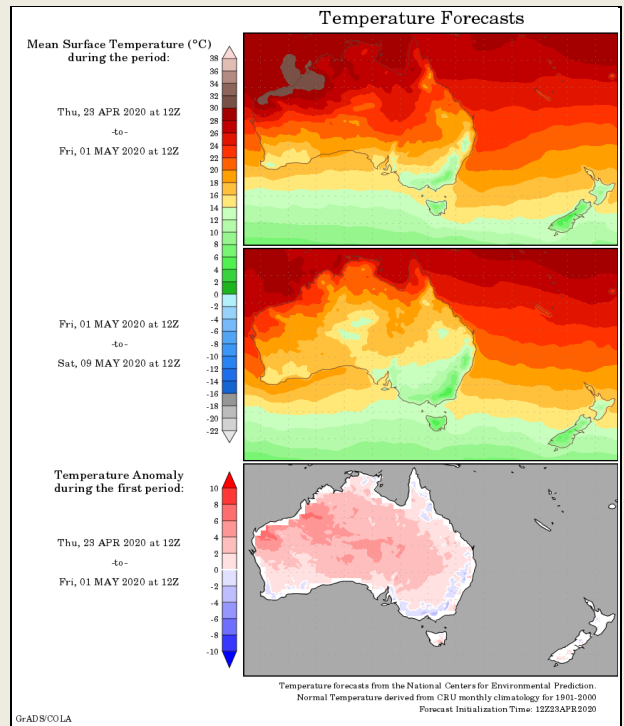 Temperature Forecasts
Mean Surface Temperature (°C)
during the period:
38
36
34
32
30
28
26
24
22
20
18
16
14
12
10
8
6
4
2
0
-2
-4
-6
-8
-10
-12
-14
-16
-18
-20
-22
Thu, 23 APR 2020 at 12Z
-to-
Fri, 01 MAY 2020 at 12Z
Fri, 01 MAY 2020 at 12Z
-to-
Sat, 09 MAY 2020 at 12Z
Temperature Anomaly
during the first period:
10
8
6
4
2
0
-2
-4
-6
-8
-10
Thu, 23 APR 2020 at 12Z
-to-
Fri, 01 MAY 2020 at 12Z
Temperature forecasts from the National Centers for Environmental Prediction.
Normal Temperature derived from CRU monthly climatology for 1901-2000
Forecast Initialization Time: 12Z23APR2020
GrADS/COLA